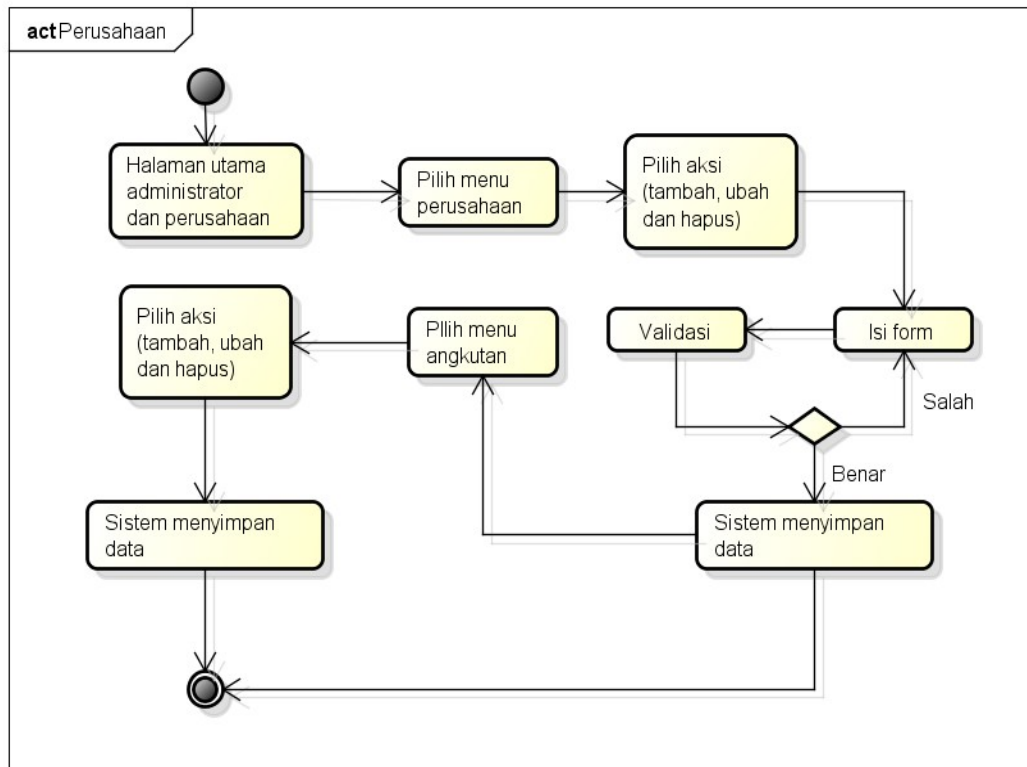 act Perusahaan
Halaman utama
administrator
dan perusahaan
Pilih menu
perusahaan
Pilih aksi
(tambah, ubah
dan hapus)
Pilih aksi
(tambah, ubah
dan hapus)
PIlih menu
angkutan
Validasi
Isi form
Salah
Benar
Sistem menyimpan
data
Sistem menyimpan
data